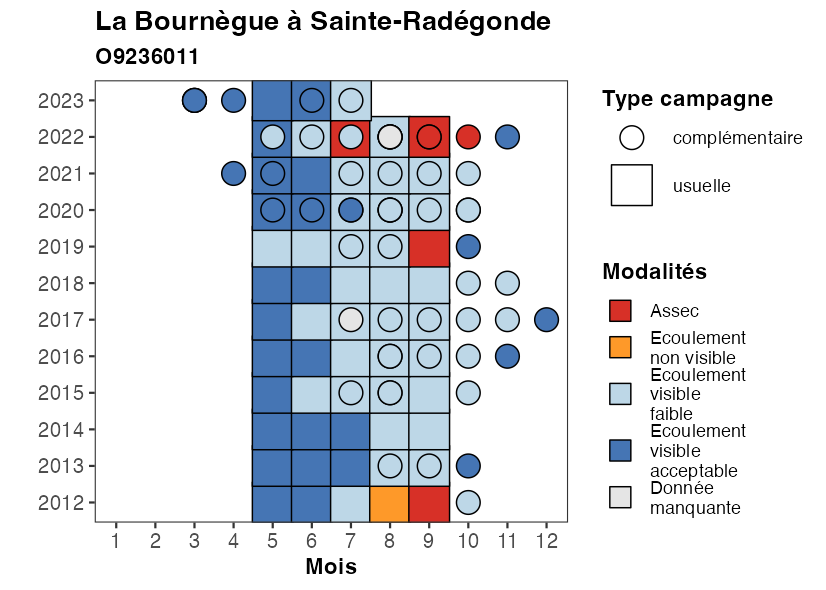 La Bournègue à Sainte-Radégonde
O9236011
2023
2022
2021
2020
2019
2018
2017
2016
2015
2014
2013
2012
1 2 3 4 5 6 7 8 9 10 11 12
Mois
Type campagne
complémentaire
usuelle
Modalités
Assec
Ecoulement
non visible
Ecoulement
visible
faible
Ecoulement
visible
acceptable
Donnée
manquante